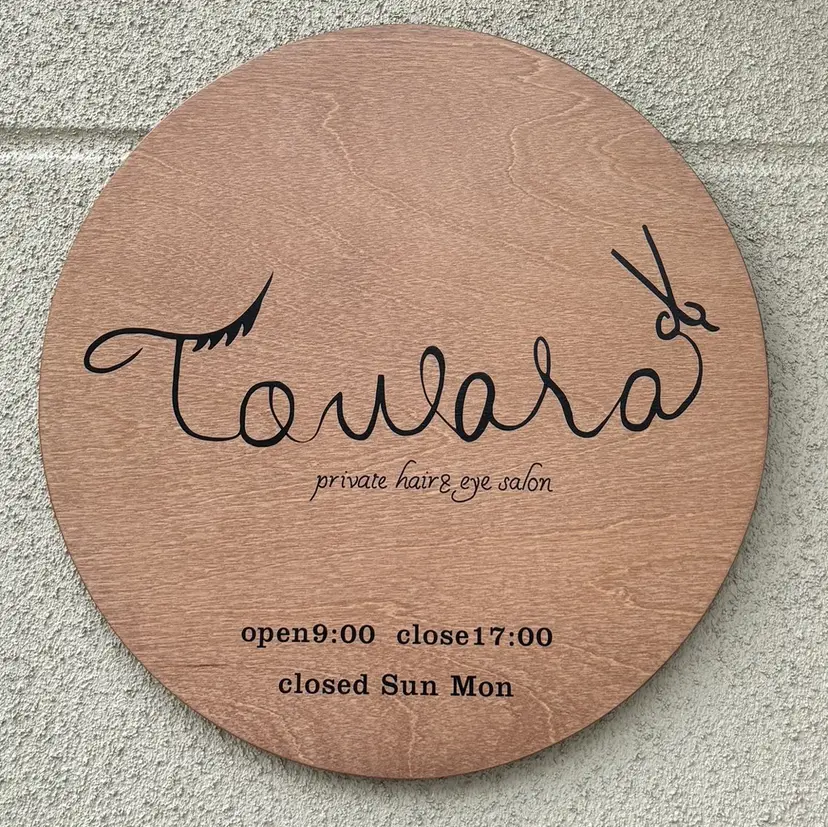 Towara
private hair & eye salon
open9:00 close17:00
closed Sun Mon